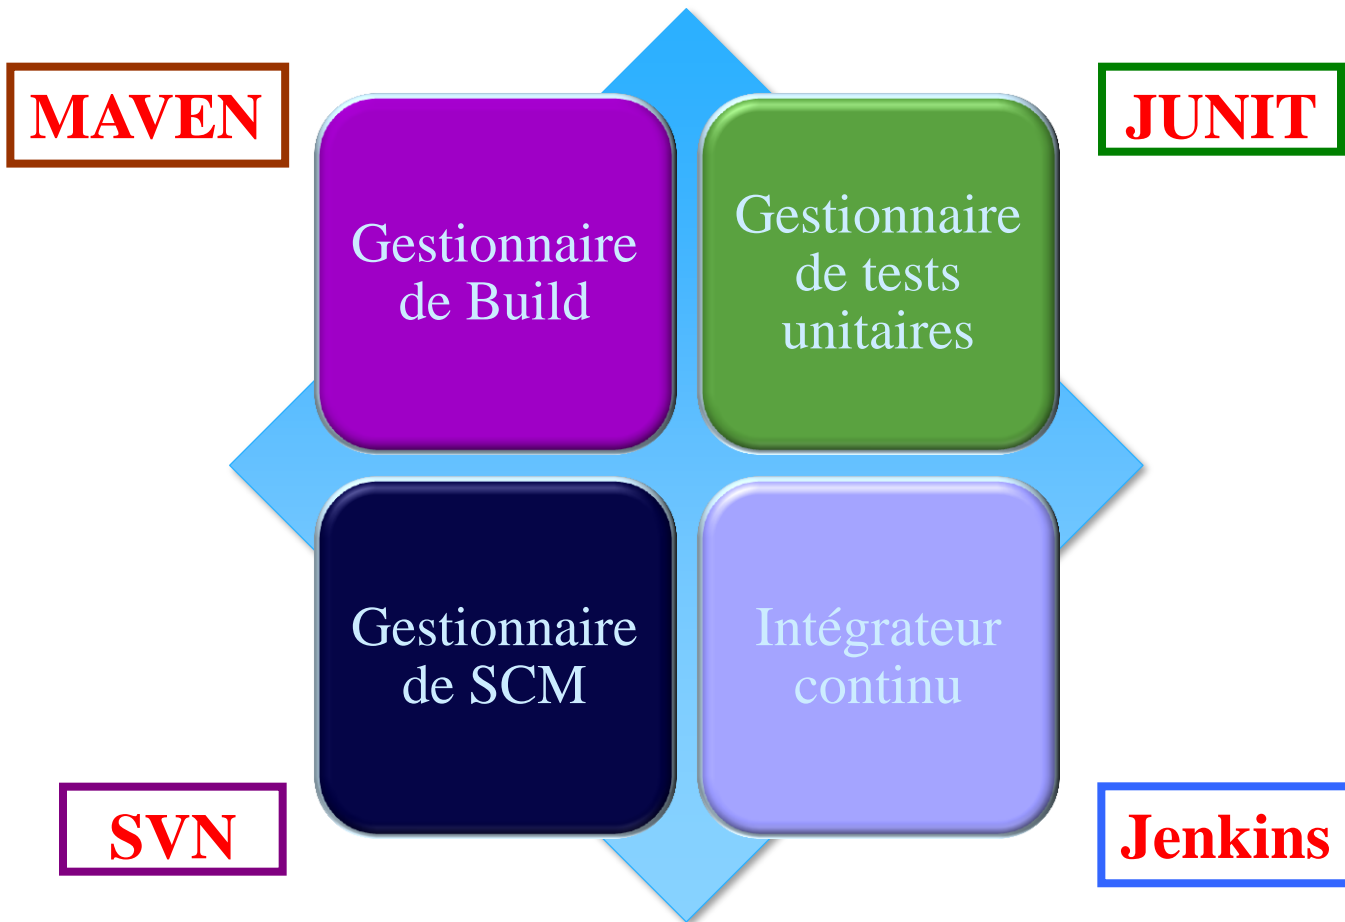 MAVEN
JUNIT
Gestionnaire
de Build
Gestionnaire
de tests
unitaires
Gestionnaire
de SCM
Intégrateur
continu
SVN
Jenkins